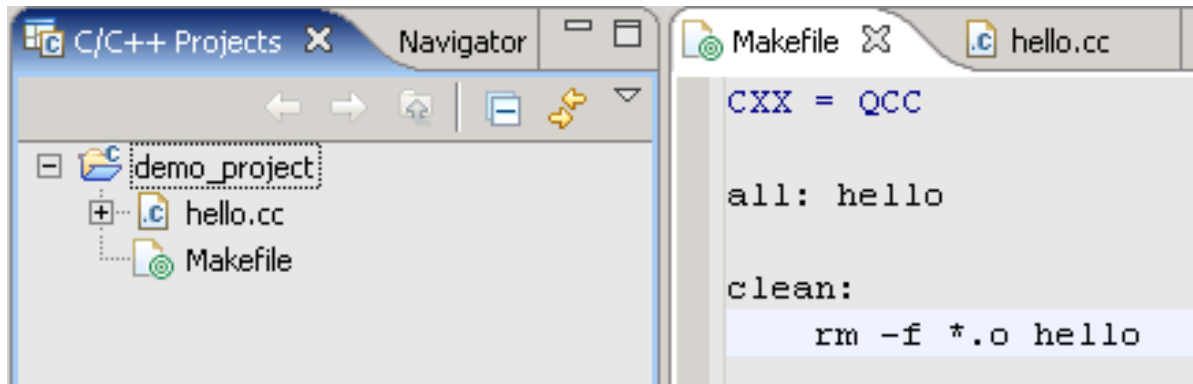 C/C++ Projects Navigator
demo_project
hello.cc
Makefile
Makefile hello.cc
CXX = QCC
all: hello
clean:
rm -f *.o hello